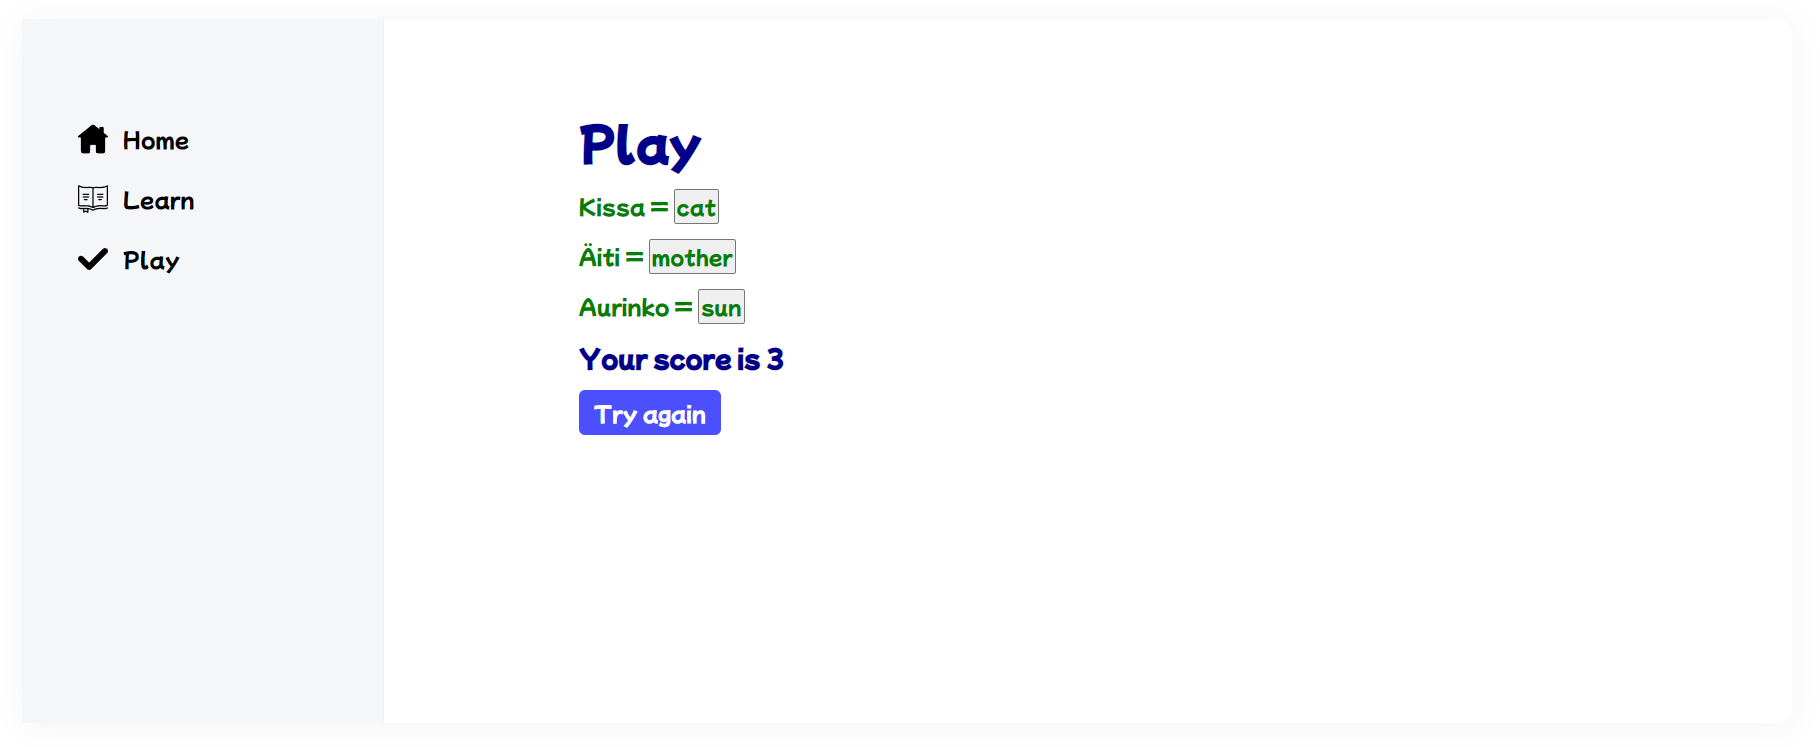 Home
Learn
Play
Play
Kissa = cat
Äiti = mother
Aurinko = sun
Your score is 3
Try again